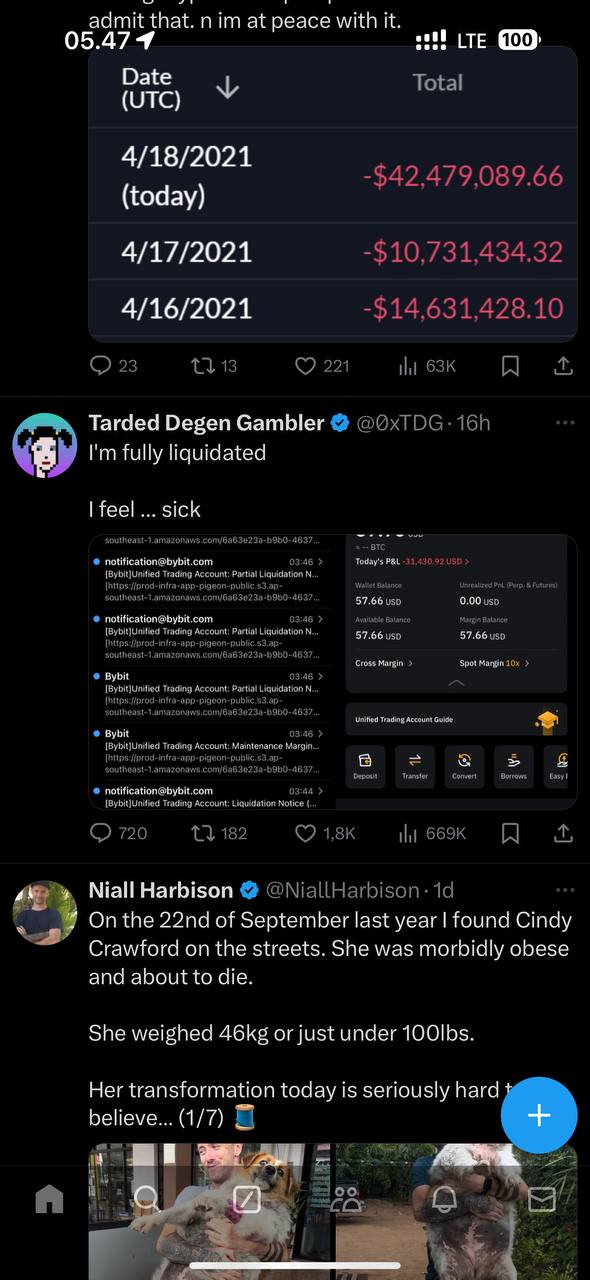 admit that. n im at peace with it.
05.47
LTE
100
Date
(UTC)
Total
4/18/2021
(today)
-$42,479,089.66
4/17/2021
-$10,731,434.32
4/16/2021
-$14,631,428.10
23
13
221
63K
Tarded Degen Gambler @0xTDG · 16h
I'm fully liquidated
I feel ... sick
southeast-1.amazonaws.com/6a63e23a-b9b0-4637...
notification@bybit.com 03:46
[Bybit]Unified Trading Account: Partial Liquidation N...
[https://prod-infra-app-pigeon-public.s3.ap-
southeast-1.amazonaws.com/6a63e23a-b9b0-4637...
notification@bybit.com 03:46
[Bybit]Unified Trading Account: Partial Liquidation N...
[https://prod-infra-app-pigeon-public.s3.ap-
southeast-1.amazonaws.com/6a63e23a-b9b0-4637...
Bybit 03:46
[Bybit]Unified Trading Account: Partial Liquidation N...
[https://prod-infra-app-pigeon-public.s3.ap-
southeast-1.amazonaws.com/6a63e23a-b9b0-4637...
Bybit 03:46
[Bybit]Unified Trading Account: Maintenance Margin...
[https://prod-infra-app-pigeon-public.s3.ap-
southeast-1.amazonaws.com/6a63e23a-b9b0-4637...
notification@bybit.com 03:44
[Bybit]Unified Trading Account: Liquidation Notice (...
USD
≈ -- BTC
Today's P&L -31,430.92 USD >
Wallet Balance
Unrealized PnL (Perp. & Futures)
57.66 USD
0.00 USD
Available Balance
Margin Balance
57.66 USD
57.66 USD
Cross Margin >
Spot Margin 10x >
Unified Trading Account Guide
Deposit
Transfer
Convert
Borrows
Easy
720
182
1,8K
669K
Niall Harbison @NiallHarbison · 1d
On the 22nd of September last year I found Cindy
Crawford on the streets. She was morbidly obese
and about to die.
She weighed 46kg or just under 100lbs.
Her transformation today is seriously hard
believe... (1/7)